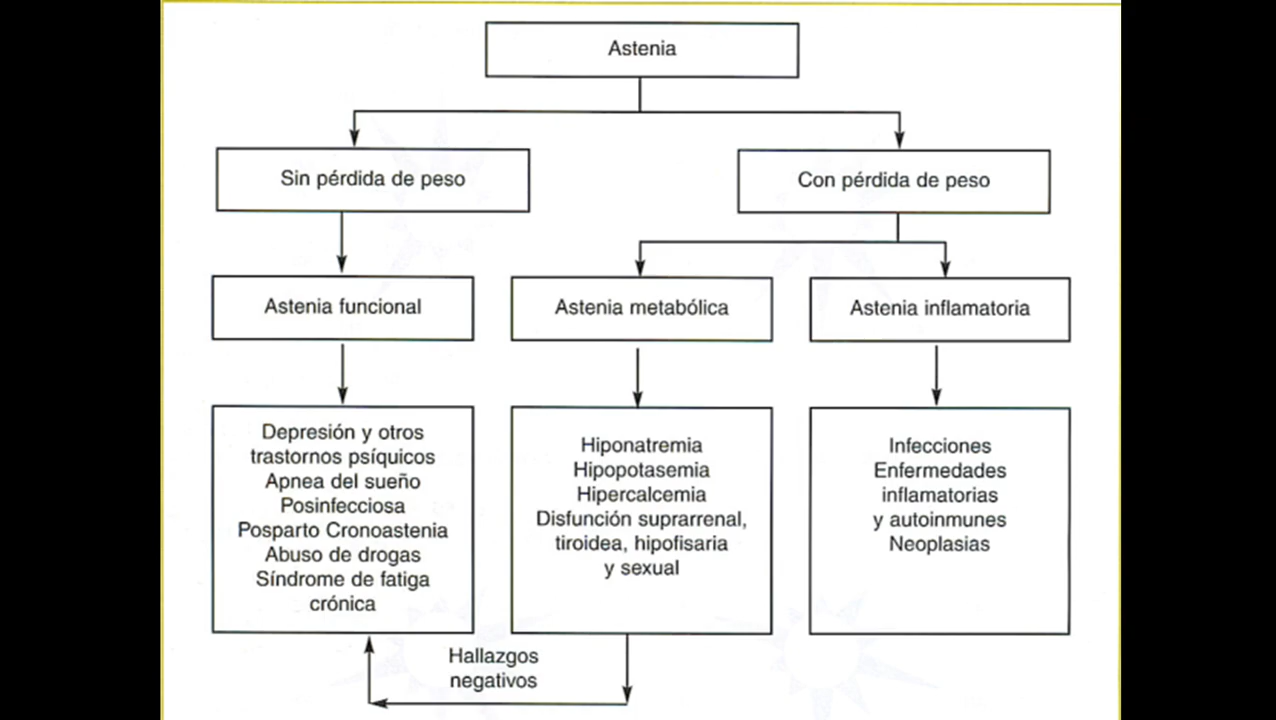 Astenia
Sin pérdida de peso
Con pérdida de peso
Astenia funcional
Astenia metabólica
Astenia inflamatoria
Depresión y otros
trastornos psíquicos
Apnea del sueño
Posinfecciosa
Posparto Cronoastenia
Abuso de drogas
Síndrome de fatiga
crónica
Hiponatremia
Hipopotasemia
Hipercalcemia
Disfunción suprarrenal,
tiroidea, hipofisaria
y sexual
Infecciones
Enfermedades
inflamatorias
y autoinmunes
Neoplasias
Hallazgos
negativos